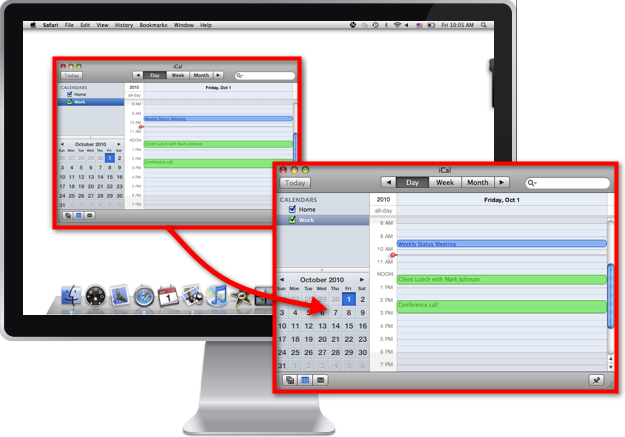 Safari File Edit View History Bookmarks Window Help
Fri 10:05 AM
iCal
Today
Day Week Month
CALENDARS
Home
Work
2010
Friday, Oct 1
all-day
8 AM
9 AM
10 AM
11 AM
NOON
1 PM
2 PM
3 PM
4 PM
5 PM
6 PM
7 PM
Weekly Status Meeting
Client Lunch with Mark Johnson
Conference call
October 2010
Sun Mon Tue Wed Thu Fri Sat
26 27 28 29 30 1 2
3 4 5 6 7 8 9
10 11 12 13 14 15 16
17 18 19 20 21 22 23
24 25 26 27 28 29 30
31 1 2 3 4 5 6
iCal
Today
Day Week Month
CALENDARS
Home
Work
2010
Friday, Oct 1
all-day
8 AM
9 AM
10 AM
11 AM
NOON
1 PM
2 PM
3 PM
4 PM
5 PM
6 PM
7 PM
Weekly Status Meeting
Client Lunch with Mark Johnson
Conference call
October 2010
Sun Mon Tue Wed Thu Fri Sat
26 27 28 29 30 1 2
3 4 5 6 7 8 9
10 11 12 13 14 15 16
17 18 19 20 21 22 23
24 25 26 27 28 29 30
31 1 2 3 4 5 6